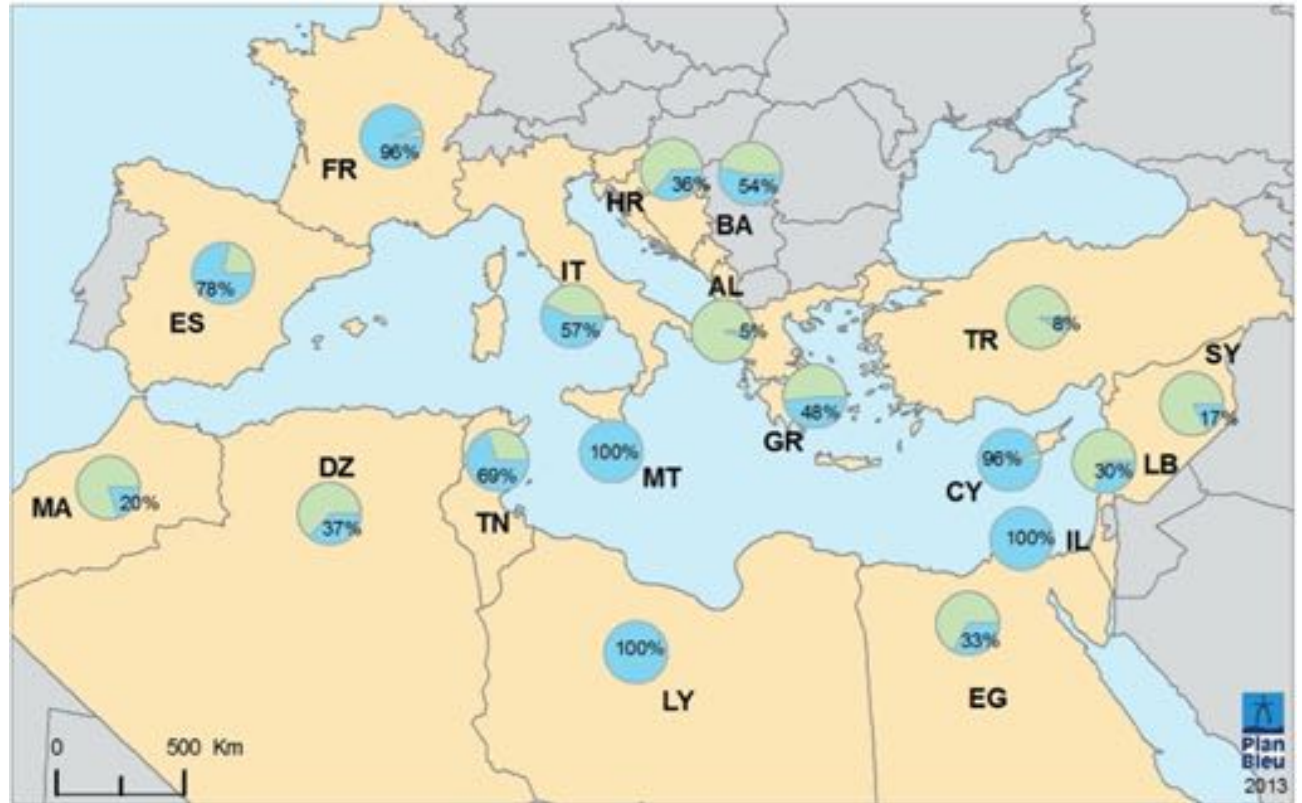 96%
FR
36%
HR
54%
BA
78%
ES
IT
57%
AL
5%
TR
8%
SY
17%
48%
GR
DZ
37%
MA
20%
69%
TN
100%
MT
96%
CY
30%
LB
100%
IL
100%
LY
33%
EG
0 500 Km
Plan
Bleu
2013